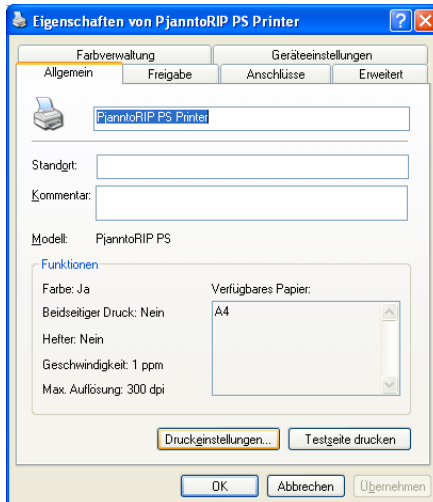 Eigenschaften von PjanntoRIP PS Printer
Farbverwaltung
Geräteeinstellungen
Allgemein
Freigabe
Anschlüsse
Erweitert
PjanntoRIP PS Printer
Standort:
Kommentar:
Modell: PjanntoRIP PS
Funktionen
Farbe: Ja
Verfügbares Papier:
Beidseitiger Druck: Nein
A4
Hefter: Nein
Geschwindigkeit: 1 ppm
Max. Auflösung: 300 dpi
Druckeinstellungen...
Testseite drucken
OK
Abbrechen
Übernehmen